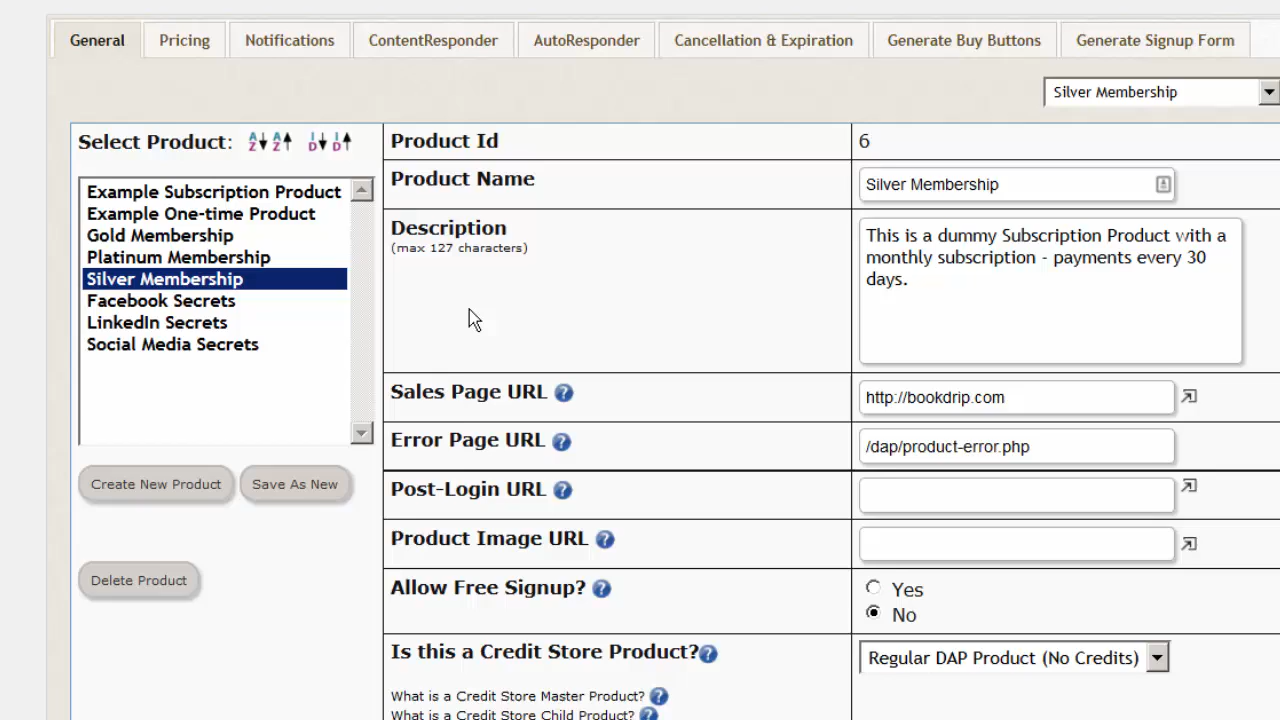 General
Pricing
Notifications
ContentResponder
AutoResponder
Cancellation & Expiration
Generate Buy Buttons
Generate Signup Form
Silver Membership
Select Product:
Example Subscription Product
Example One-time Product
Gold Membership
Platinum Membership
Silver Membership
Facebook Secrets
LinkedIn Secrets
Social Media Secrets
Create New Product
Save As New
Delete Product
Product Id
6
Product Name
Silver Membership
Description
(max 127 characters)
This is a dummy Subscription Product with a
monthly subscription - payments every 30
days.
Sales Page URL
http://bookdrip.com
Error Page URL
/dap/product-error.php
Post-Login URL
Product Image URL
Allow Free Signup?
Yes
No
Is this a Credit Store Product?
Regular DAP Product (No Credits)
What is a Credit Store Master Product?
What is a Credit Store Child Product?